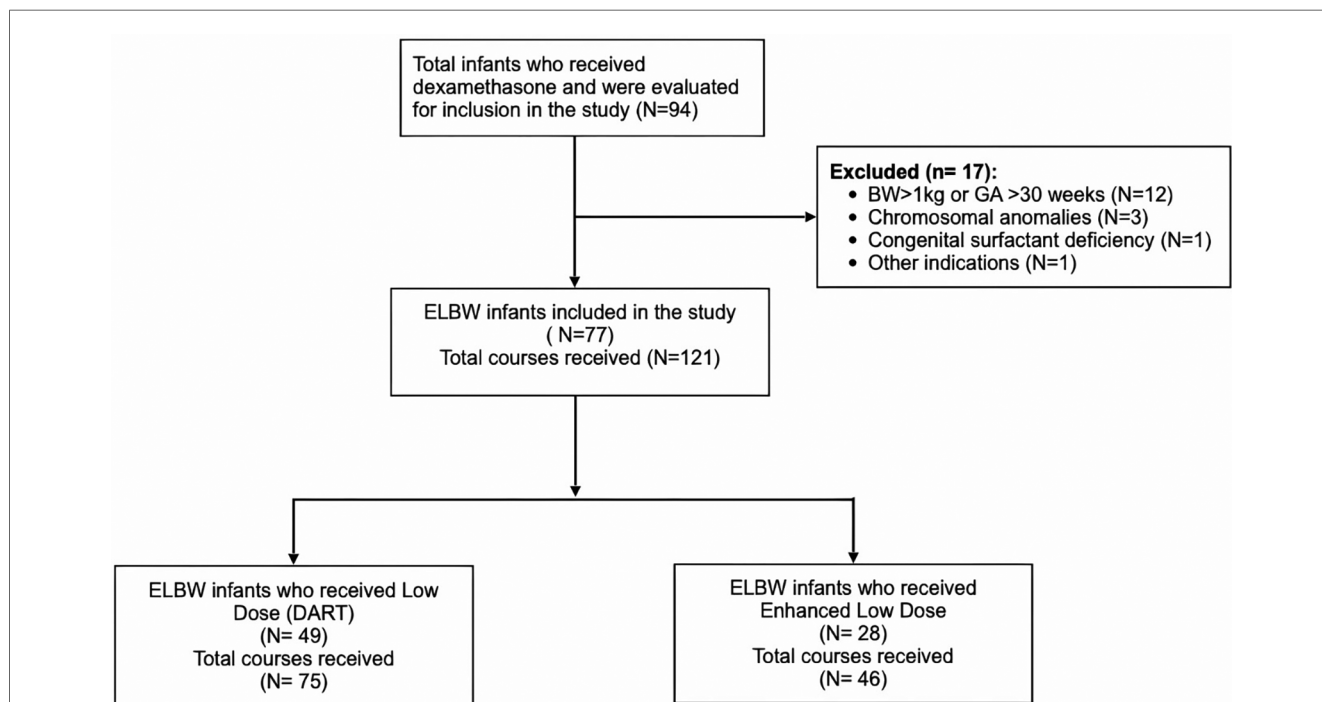 Total infants who received
dexamethasone and were evaluated
for inclusion in the study (N=94)
Excluded (n= 17):
• BW>1kg or GA >30 weeks (N=12)
• Chromosomal anomalies (N=3)
• Congenital surfactant deficiency (N=1)
• Other indications (N=1)
ELBW infants included in the study
( N=77)
Total courses received (N=121)
ELBW infants who received Low
Dose (DART)
(N= 49)
Total courses received
(N= 75)
ELBW infants who received
Enhanced Low Dose
(N= 28)
Total courses received
(N= 46)